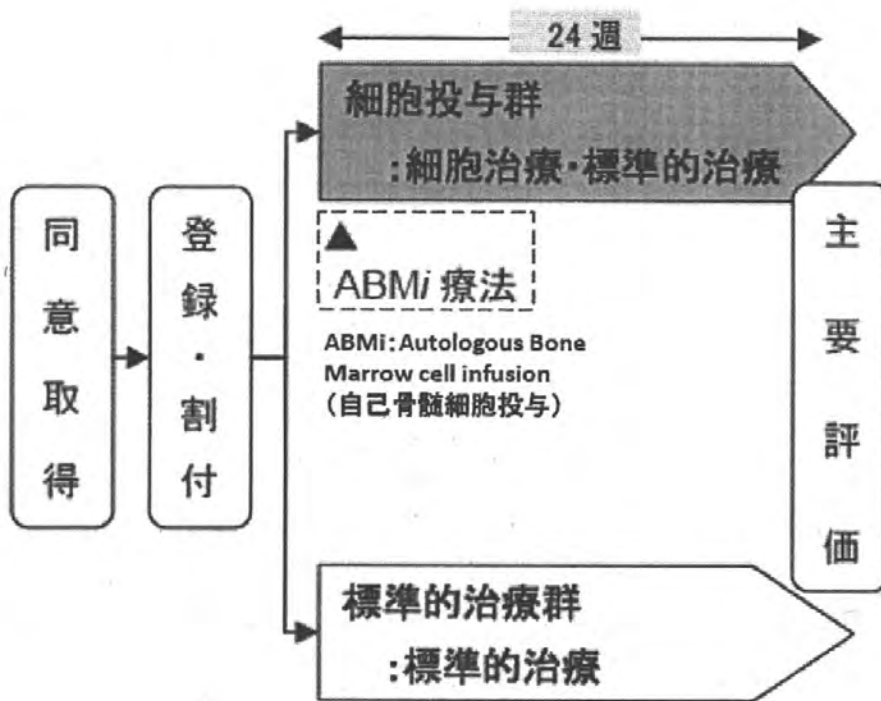 24 週
細胞投与群
:細胞治療・標準的治療
同意取得
登録・割付
▲
ABMi 療法
ABMi:Autologous Bone
Marrow cell infusion
(自己骨髄細胞投与)
主要評価
標準的治療群
:標準的治療